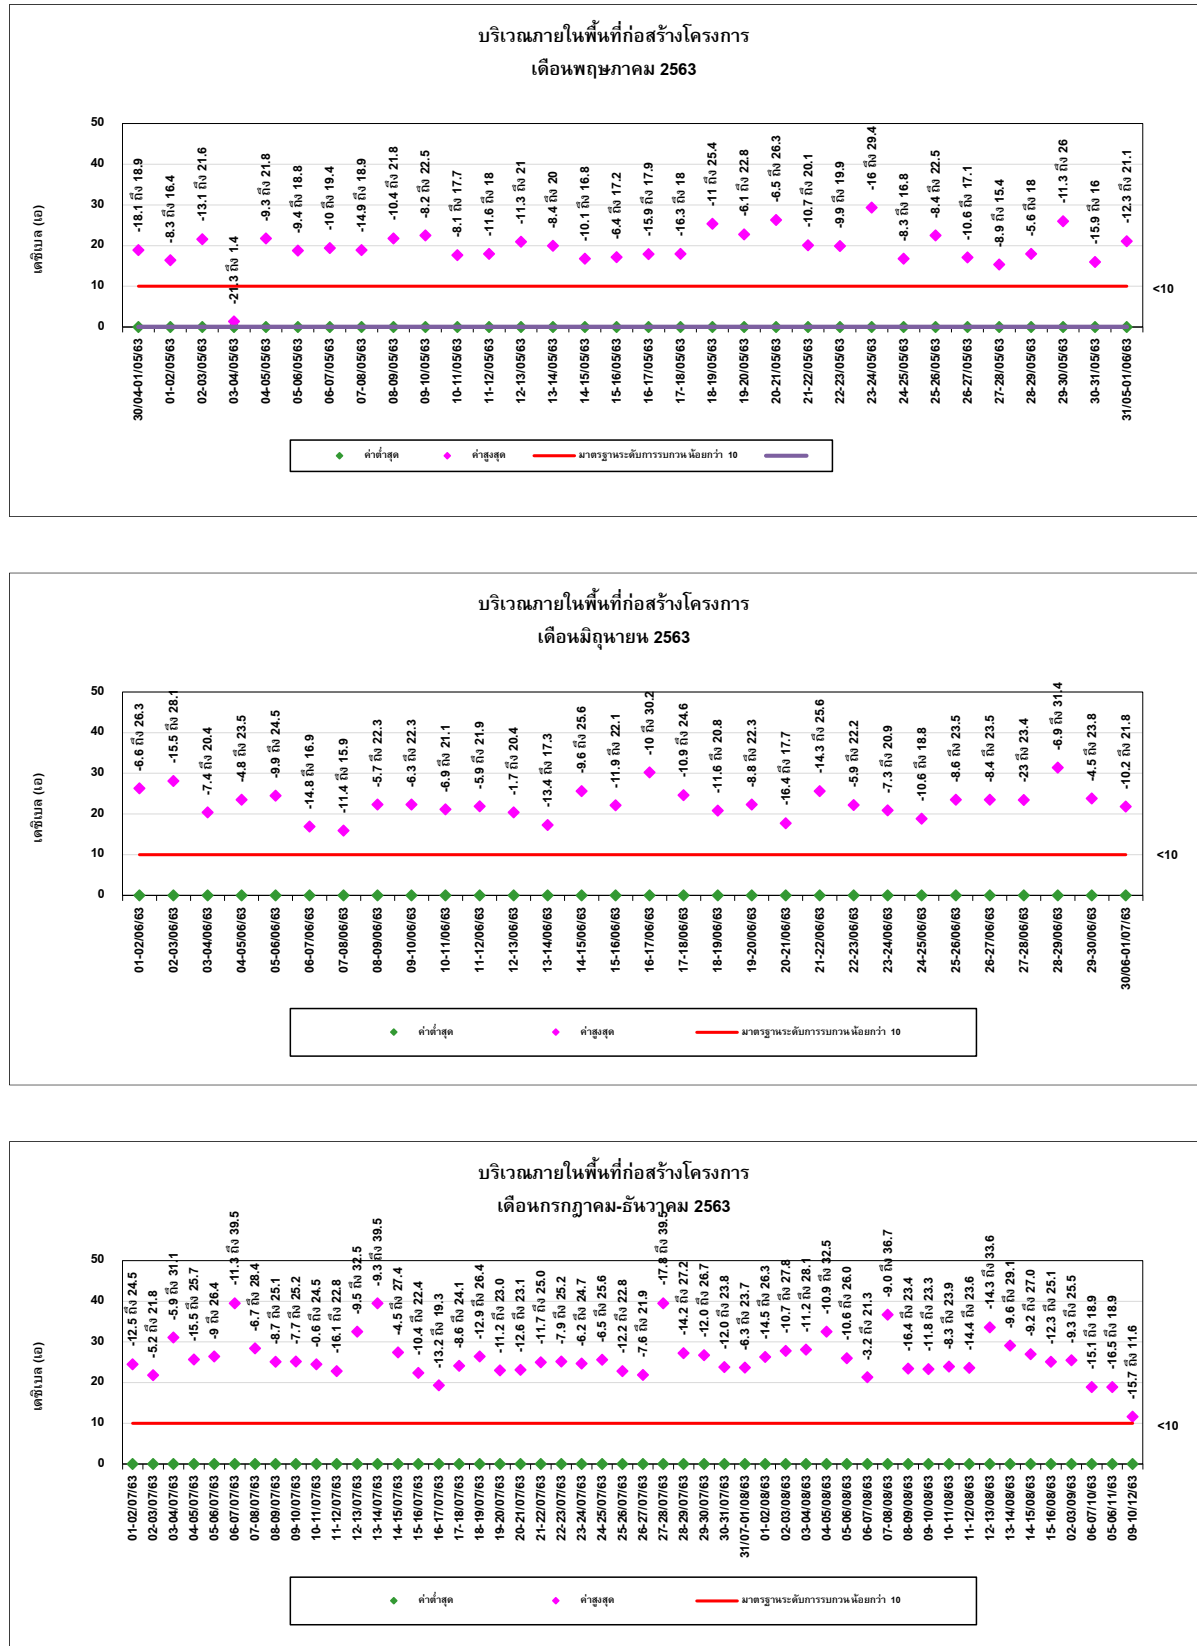 บริเวณภายในพื้นที่ก่อสร้างโครงการ
เดือนพฤษภาคม 2563
เดซิเบล (เอ)
50
40
30
20
10
0
-18.1 ถึง 18.9
-8.3 ถึง 16.4
-13.1 ถึง 21.6
-21.3 ถึง 1.4
-9.3 ถึง 21.8
-9.4 ถึง 18.8
-10 ถึง 19.4
-14.9 ถึง 18.9
-10.4 ถึง 21.8
-8.2 ถึง 22.5
-8.1 ถึง 17.7
-11.6 ถึง 18
-11.3 ถึง 21
-8.4 ถึง 20
-10.1 ถึง 16.8
-6.4 ถึง 17.2
-15.9 ถึง 17.9
-16.3 ถึง 18
-11 ถึง 25.4
-6.1 ถึง 22.8
-6.5 ถึง 26.3
-10.7 ถึง 20.1
-9.9 ถึง 19.9
-16 ถึง 29.4
-8.3 ถึง 16.8
-8.4 ถึง 22.5
-10.6 ถึง 17.1
-8.9 ถึง 15.4
-5.6 ถึง 18
-11.3 ถึง 26
-15.9 ถึง 16
-12.3 ถึง 21.1
<10
30/04-01/05/63
01-02/05/63
02-03/05/63
03-04/05/63
04-05/05/63
05-06/05/63
06-07/05/63
07-08/05/63
08-09/05/63
09-10/05/63
10-11/05/63
11-12/05/63
12-13/05/63
13-14/05/63
14-15/05/63
15-16/05/63
16-17/05/63
17-18/05/63
18-19/05/63
19-20/05/63
20-21/05/63
21-22/05/63
22-23/05/63
23-24/05/63
24-25/05/63
25-26/05/63
26-27/05/63
27-28/05/63
28-29/05/63
29-30/05/63
30-31/05/63
31/05-01/06/63
ค่าต่ำสุด ค่าสูงสุด มาตรฐานระดับการรบกวน น้อยกว่า 10
บริเวณภายในพื้นที่ก่อสร้างโครงการ
เดือนมิถุนายน 2563
เดซิเบล (เอ)
50
40
30
20
10
0
-6.6 ถึง 26.3
-15.5 ถึง 28.1
-7.4 ถึง 20.4
-4.8 ถึง 23.5
-9.9 ถึง 24.5
-14.8 ถึง 16.9
-11.4 ถึง 15.9
-5.7 ถึง 22.3
-6.3 ถึง 22.3
-6.9 ถึง 21.1
-5.9 ถึง 21.9
-1.7 ถึง 20.4
-13.4 ถึง 17.3
-9.6 ถึง 25.6
-11.9 ถึง 22.1
-10 ถึง 30.2
-10.9 ถึง 24.6
-11.6 ถึง 20.8
-8.8 ถึง 22.3
-16.4 ถึง 17.7
-14.3 ถึง 25.6
-5.9 ถึง 22.2
-7.3 ถึง 20.9
-10.6 ถึง 18.8
-8.6 ถึง 23.5
-8.4 ถึง 23.5
-23 ถึง 23.4
-6.9 ถึง 31.4
-4.5 ถึง 23.8
-10.2 ถึง 21.8
<10
01-02/06/63
02-03/06/63
03-04/06/63
04-05/06/63
05-06/06/63
06-07/06/63
07-08/06/63
08-09/06/63
09-10/06/63
10-11/06/63
11-12/06/63
12-13/06/63
13-14/06/63
14-15/06/63
15-16/06/63
16-17/06/63
17-18/06/63
18-19/06/63
19-20/06/63
20-21/06/63
21-22/06/63
22-23/06/63
23-24/06/63
24-25/06/63
25-26/06/63
26-27/06/63
27-28/06/63
28-29/06/63
29-30/06/63
30/06-01/07/63
ค่าต่ำสุด ค่าสูงสุด มาตรฐานระดับการรบกวน น้อยกว่า 10
บริเวณภายในพื้นที่ก่อสร้างโครงการ
เดือนกรกฎาคม-ธันวาคม 2563
เดซิเบล (เอ)
50
40
30
20
10
0
-12.5 ถึง 24.5
-5.2 ถึง 21.8
-5.9 ถึง 31.1
-15.5 ถึง 25.7
-9 ถึง 26.4
-11.3 ถึง 39.5
-6.7 ถึง 28.4
-8.7 ถึง 25.1
-7.7 ถึง 25.2
-0.6 ถึง 24.5
-16.1 ถึง 22.8
-9.5 ถึง 32.5
-9.3 ถึง 39.5
-4.5 ถึง 27.4
-10.4 ถึง 22.4
-13.2 ถึง 19.3
-8.6 ถึง 24.1
-12.9 ถึง 26.4
-11.2 ถึง 23.0
-12.6 ถึง 23.1
-11.7 ถึง 25.0
-7.9 ถึง 25.2
-6.2 ถึง 24.7
-6.5 ถึง 25.6
-12.2 ถึง 22.8
-7.6 ถึง 21.9
-17.8 ถึง 39.5
-14.2 ถึง 27.2
-12.0 ถึง 26.7
-12.0 ถึง 23.8
-6.3 ถึง 23.7
-14.5 ถึง 26.3
-10.7 ถึง 27.8
-11.2 ถึง 28.1
-10.9 ถึง 32.5
-10.6 ถึง 26.0
-3.2 ถึง 21.3
-9.0 ถึง 36.7
-16.4 ถึง 23.4
-11.8 ถึง 23.3
-8.3 ถึง 23.9
-14.4 ถึง 23.6
-14.3 ถึง 33.6
-9.6 ถึง 29.1
-9.2 ถึง 27.0
-12.3 ถึง 25.1
-9.3 ถึง 25.5
-15.1 ถึง 18.9
-16.5 ถึง 18.9
-15.7 ถึง 11.6
<10
01-02/07/63
02-03/07/63
03-04/07/63
04-05/07/63
05-06/07/63
06-07/07/63
07-08/07/63
08-09/07/63
09-10/07/63
10-11/07/63
11-12/07/63
12-13/07/63
13-14/07/63
14-15/07/63
15-16/07/63
16-17/07/63
17-18/07/63
18-19/07/63
19-20/07/63
20-21/07/63
21-22/07/63
22-23/07/63
23-24/07/63
24-25/07/63
25-26/07/63
26-27/07/63
27-28/07/63
28-29/07/63
29-30/07/63
30-31/07/63
31/07-01/08/63
01-02/08/63
02-03/08/63
03-04/08/63
04-05/08/63
05-06/08/63
06-07/08/63
07-08/08/63
08-09/08/63
09-10/08/63
10-11/08/63
11-12/08/63
12-13/08/63
13-14/08/63
14-15/08/63
15-16/08/63
02-03/09/63
06-07/10/63
05-06/11/63
09-10/12/63
ค่าต่ำสุด ค่าสูงสุด มาตรฐานระดับการรบกวน น้อยกว่า 10